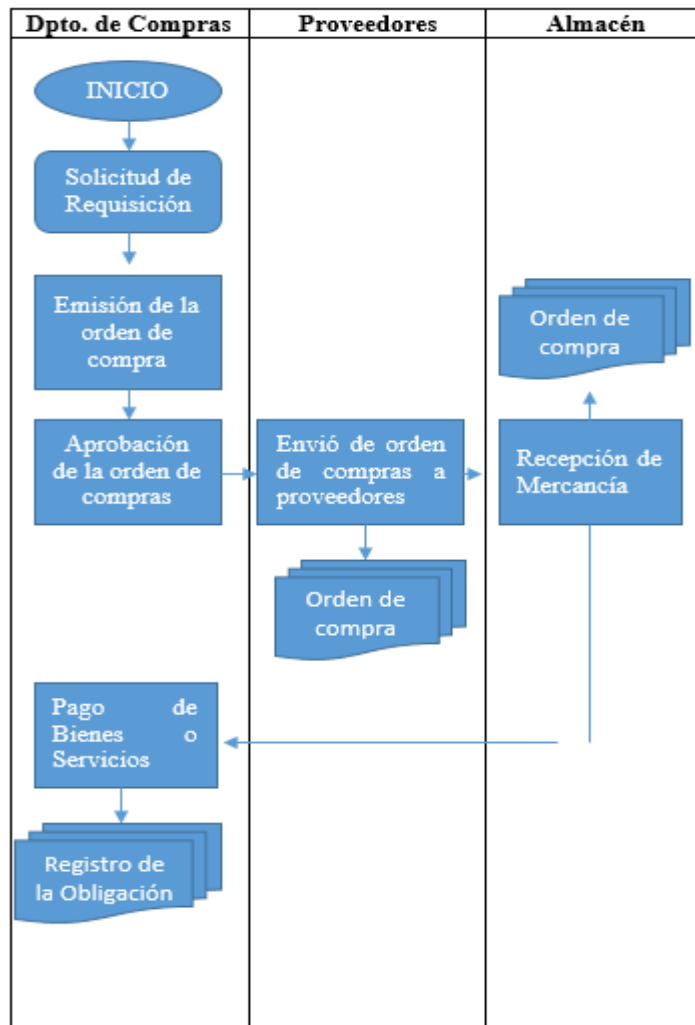 Dpto. de Compras
Proveedores
Almacén
INICIO
Solicitud de
Requisición
Emisión de la
orden de
compra
Aprobación
de la orden de
compras
Envió de orden
de compras a
proveedores
Orden de
compra
Recepción de
Mercancía
Orden de
compra
Pago de
Bienes o
Servicios
Registro de
la Obligación